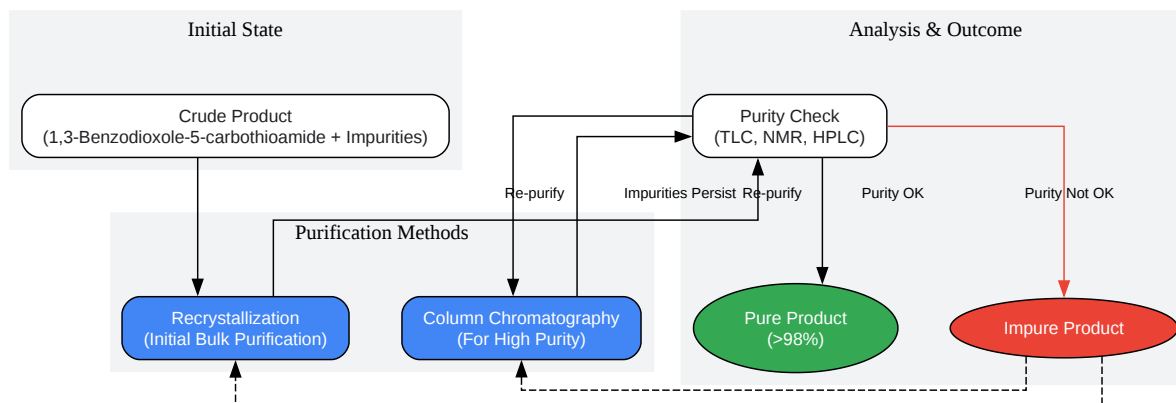 Initial State
Analysis & Outcome
Crude Product
(1,3-Benzodioxole-5-carbothioamide + Impurities)
Purity Check
(TLC, NMR, HPLC)
Re-purify
Impurities Persist
Re-purify
Purity OK
Purity Not OK
Purification Methods
Recrystallization
(Initial Bulk Purification)
Column Chromatography
(For High Purity)
Pure Product
(>98%)
Impure Product